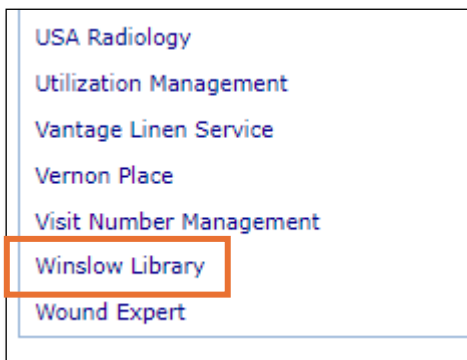 USA Radiology
Utilization Management
Vantage Linen Service
Vernon Place
Visit Number Management
Winslow Library
Wound Expert